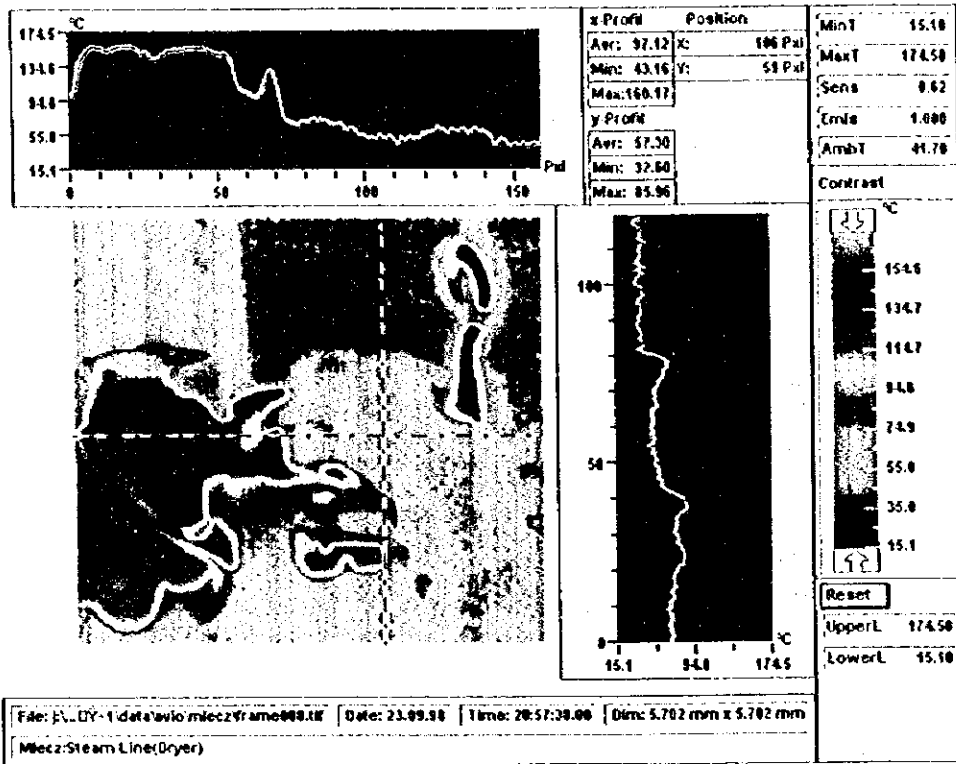 °C
174.5
134.6
94.8
55.0
15.1
0
50
100
150
Pxl
x-Profil Position
Aer: 97.12 X: 106 Pxl
Min: 43.16 Y: 59 Pxl
Max:160.17
y-Profil
Aer: 57.30
Min: 32.60
Max: 85.96
MinT 15.10
MaxT 174.50
Sens 0.62
Emis 1.000
AmbT 41.70
Contrast
°C
154.6
134.7
114.7
94.8
74.9
55.0
35.0
15.1
100
50
0
°C
15.1 94.8 174.5
Reset
UpperL 174.50
LowerL 15.10
Date: 23.09.98
Time: 20:57:38.00
Dim: 5.702 mm x 5.702 mm
Mlecz:Steam Line(Dryer)